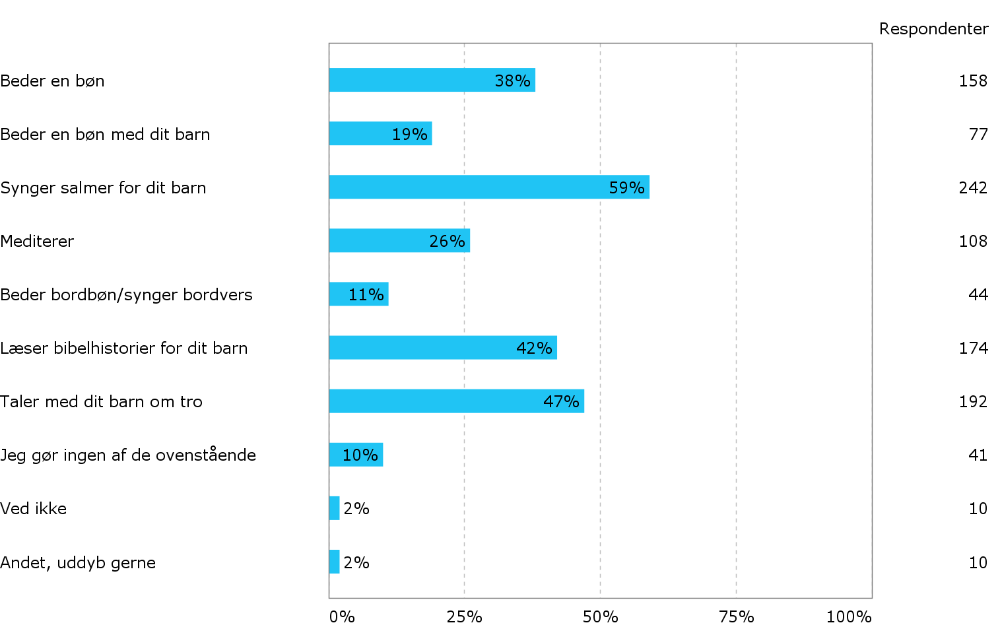 Respondenter
Beder en bøn 38% 158
Beder en bøn med dit barn 19% 77
Synger salmer for dit barn 59% 242
Mediterer 26% 108
Beder bordbøn/synger bordvers 11% 44
Læser bibelhistorier for dit barn 42% 174
Taler med dit barn om tro 47% 192
Jeg gør ingen af de ovenstående 10% 41
Ved ikke 2% 10
Andet, uddyb gerne 2% 10
0% 25% 50% 75% 100%